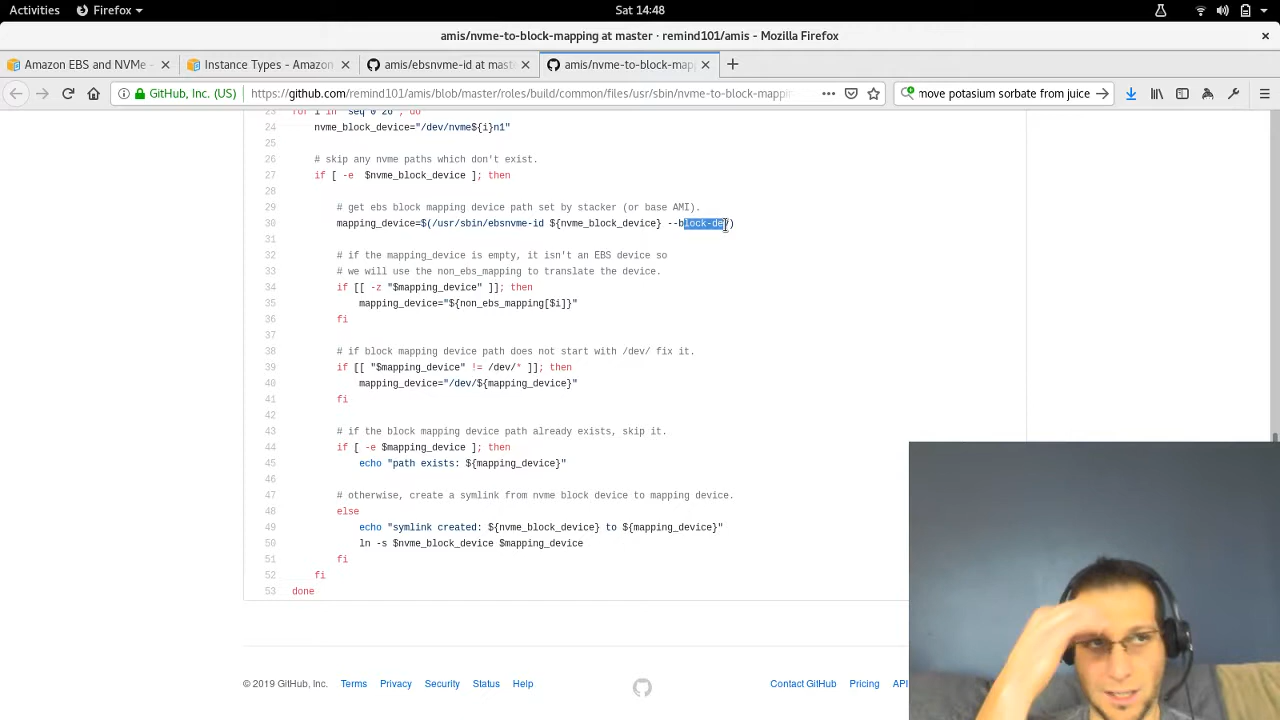 Activities
Firefox
Sat 14:48
amis/nvme-to-block-mapping at master · remind101/amis - Mozilla Firefox
Amazon EBS and NVMe -
Instance Types - Amazon
amis/ebsnvme-id at mast
amis/nvme-to-block-map
GitHub, Inc. (US)
https://github.com/remind101/amis/blob/master/roles/build/common/files/usr/sbin/nvme-to-block-mapping
move potasium sorbate from juice
23 for i in `seq 0 26`; do
24 nvme_block_device="/dev/nvme${i}n1"
25
26 # skip any nvme paths which don't exist.
27 if [ -e $nvme_block_device ]; then
28
29 # get ebs block mapping device path set by stacker (or base AMI).
30 mapping_device=$(/usr/sbin/ebsnvme-id ${nvme_block_device} --block-dev)
31
32 # if the mapping_device is empty, it isn't an EBS device so
33 # we will use the non_ebs_mapping to translate the device.
34 if [[ -z "$mapping_device" ]]; then
35 mapping_device="${non_ebs_mapping[$i]}"
36 fi
37
38 # if block mapping device path does not start with /dev/ fix it.
39 if [[ "$mapping_device" != /dev/* ]]; then
40 mapping_device="/dev/${mapping_device}"
41 fi
42
43 # if the block mapping device path already exists, skip it.
44 if [ -e $mapping_device ]; then
45 echo "path exists: ${mapping_device}"
46
47 # otherwise, create a symlink from nvme block device to mapping device.
48 else
49 echo "symlink created: ${nvme_block_device} to ${mapping_device}"
50 ln -s $nvme_block_device $mapping_device
51 fi
52 fi
53 done
© 2019 GitHub, Inc.
Terms
Privacy
Security
Status
Help
Contact GitHub
Pricing
API